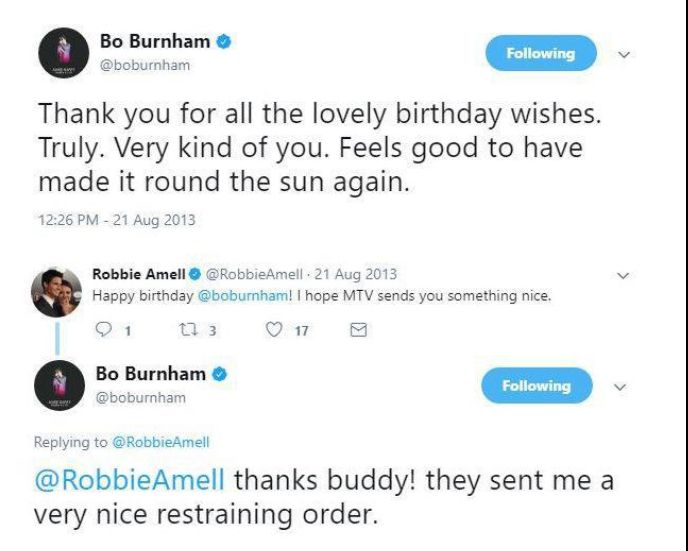 Bo Burnham
@boburnham
Following
Thank you for all the lovely birthday wishes.
Truly. Very kind of you. Feels good to have
made it round the sun again.
12:26 PM - 21 Aug 2013
Robbie Amell @RobbieAmell · 21 Aug 2013
Happy birthday @boburnham! I hope MTV sends you something nice.
1 3 17
Bo Burnham
@boburnham
Following
Replying to @RobbieAmell
@RobbieAmell thanks buddy! they sent me a
very nice restraining order.